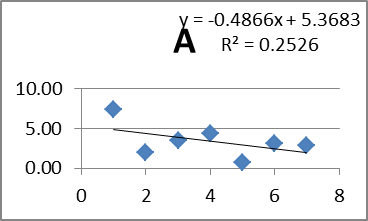 y = -0.4866x + 5.3683
A
R² = 0.2526
10.00
5.00
0.00
0 2 4 6 8